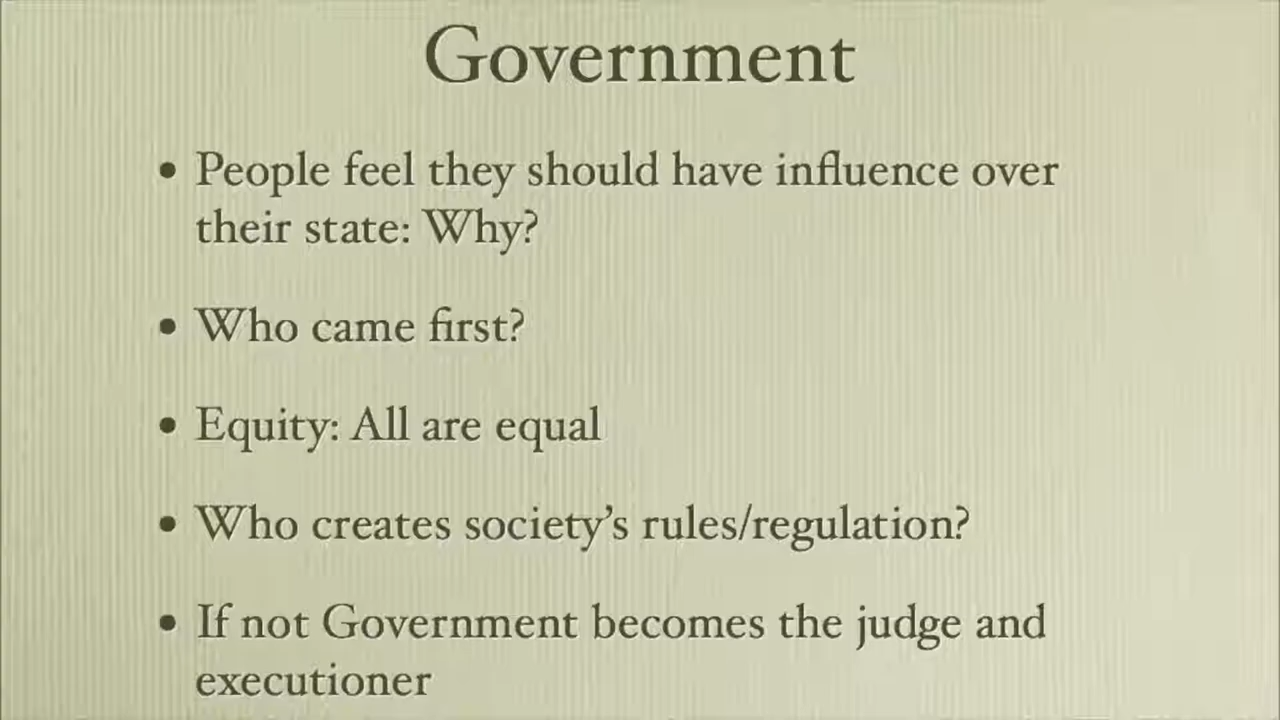 Government
• People feel they should have influence over
their state: Why?
• Who came first?
• Equity: All are equal
• Who creates society’s rules/regulation?
• If not Government becomes the judge and
executioner